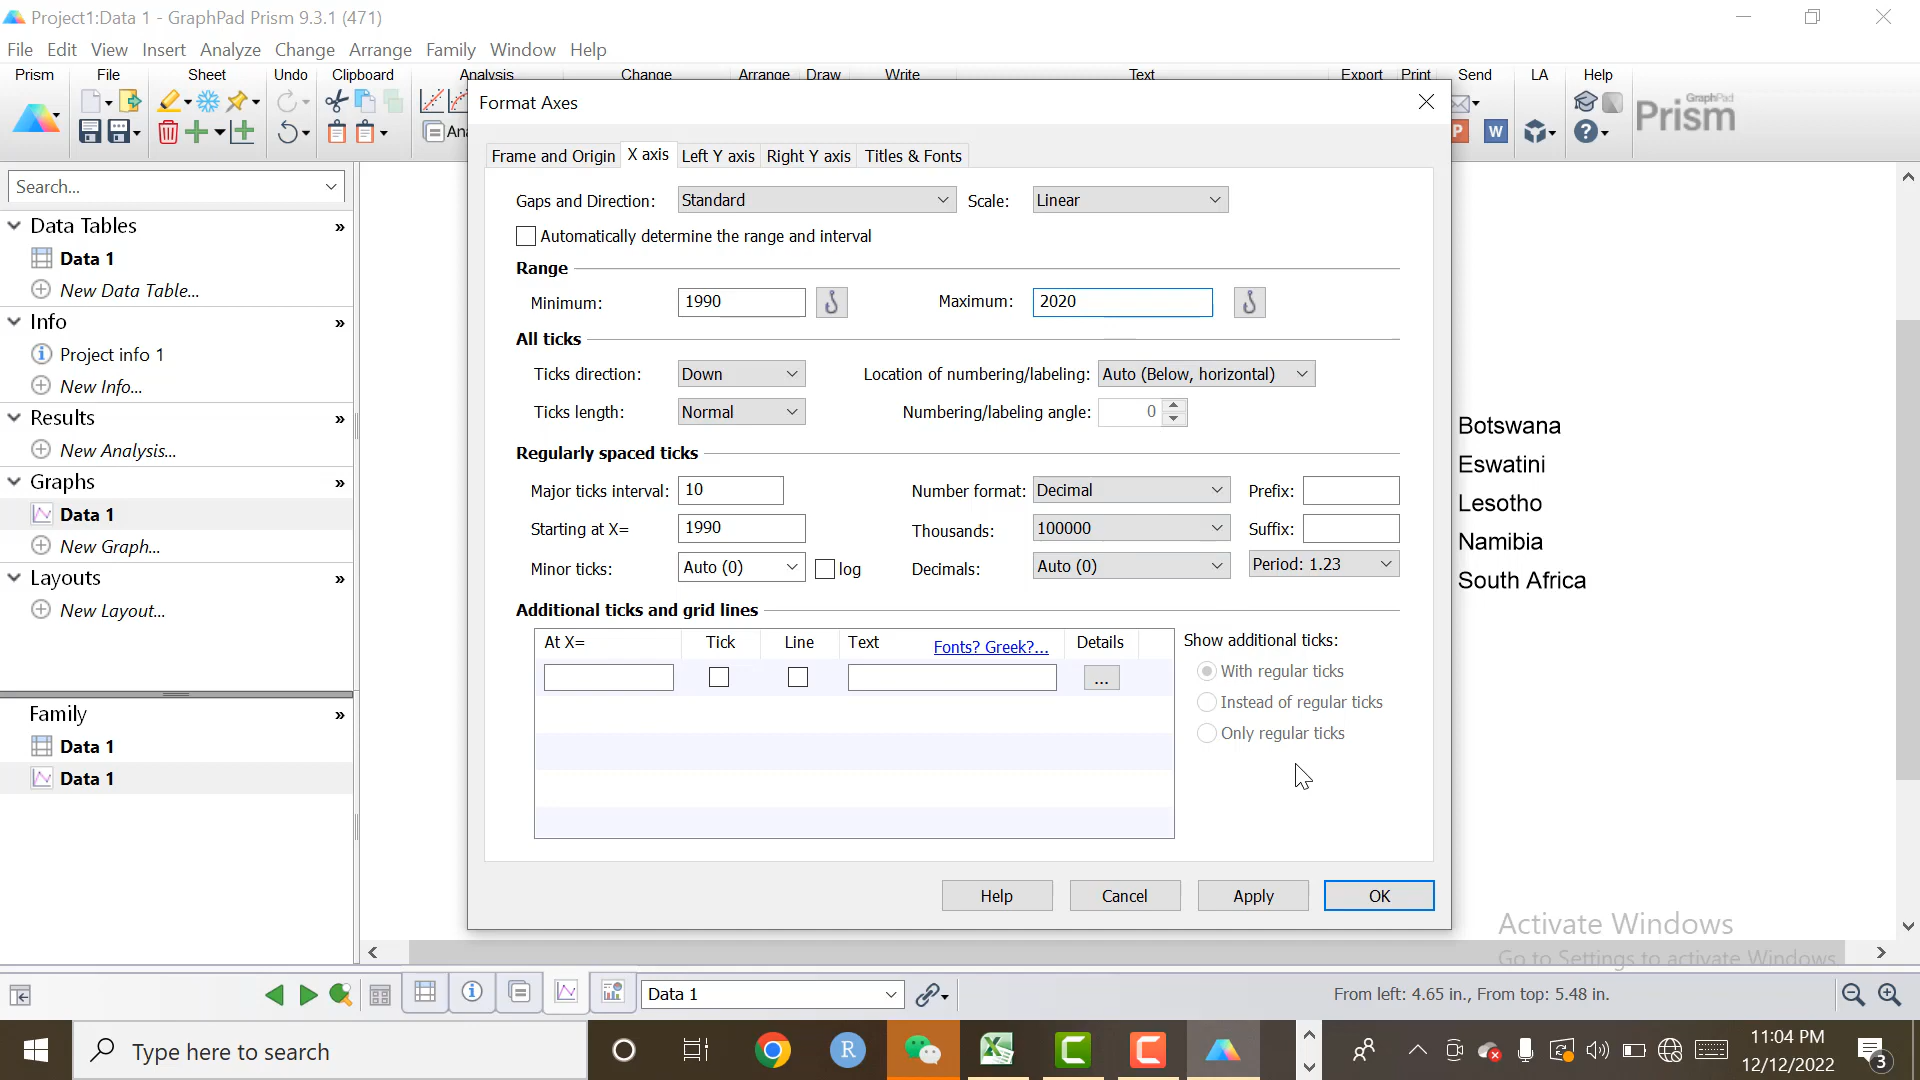 Project1:Data 1 - GraphPad Prism 9.3.1 (471)
File Edit View Insert Analyze Change Arrange Family Window Help
Prism File Sheet Undo Clipboard Analysis Change Arrange Draw Write Text Export Print Send LA Help
GraphPad
Prism
Format Axes
Frame and Origin X axis Left Y axis Right Y axis Titles & Fonts
Search...
Gaps and Direction: Standard Scale: Linear
Automatically determine the range and interval
Range
Minimum: 1990 Maximum: 2020
All ticks
Ticks direction: Down Location of numbering/labeling: Auto (Below, horizontal)
Ticks length: Normal Numbering/labeling angle: 0
Regularly spaced ticks
Major ticks interval: 10 Number format: Decimal Prefix:
Starting at X= 1990 Thousands: 100000 Suffix:
Minor ticks: Auto (0) log Decimals: Auto (0) Period: 1.23
Additional ticks and grid lines
At X= Tick Line Text Fonts? Greek?... Details
...
Show additional ticks:
With regular ticks
Instead of regular ticks
Only regular ticks
Help Cancel Apply OK
Data Tables »
Data 1
New Data Table...
Info »
Project info 1
New Info...
Results »
New Analysis...
Graphs »
Data 1
New Graph...
Layouts »
New Layout...
Family »
Data 1
Data 1
Botswana
Eswatini
Lesotho
Namibia
South Africa
Activate Windows
Go to Settings to activate Windows.
Data 1
From left: 4.65 in., From top: 5.48 in.
Type here to search
11:04 PM
12/12/2022
3